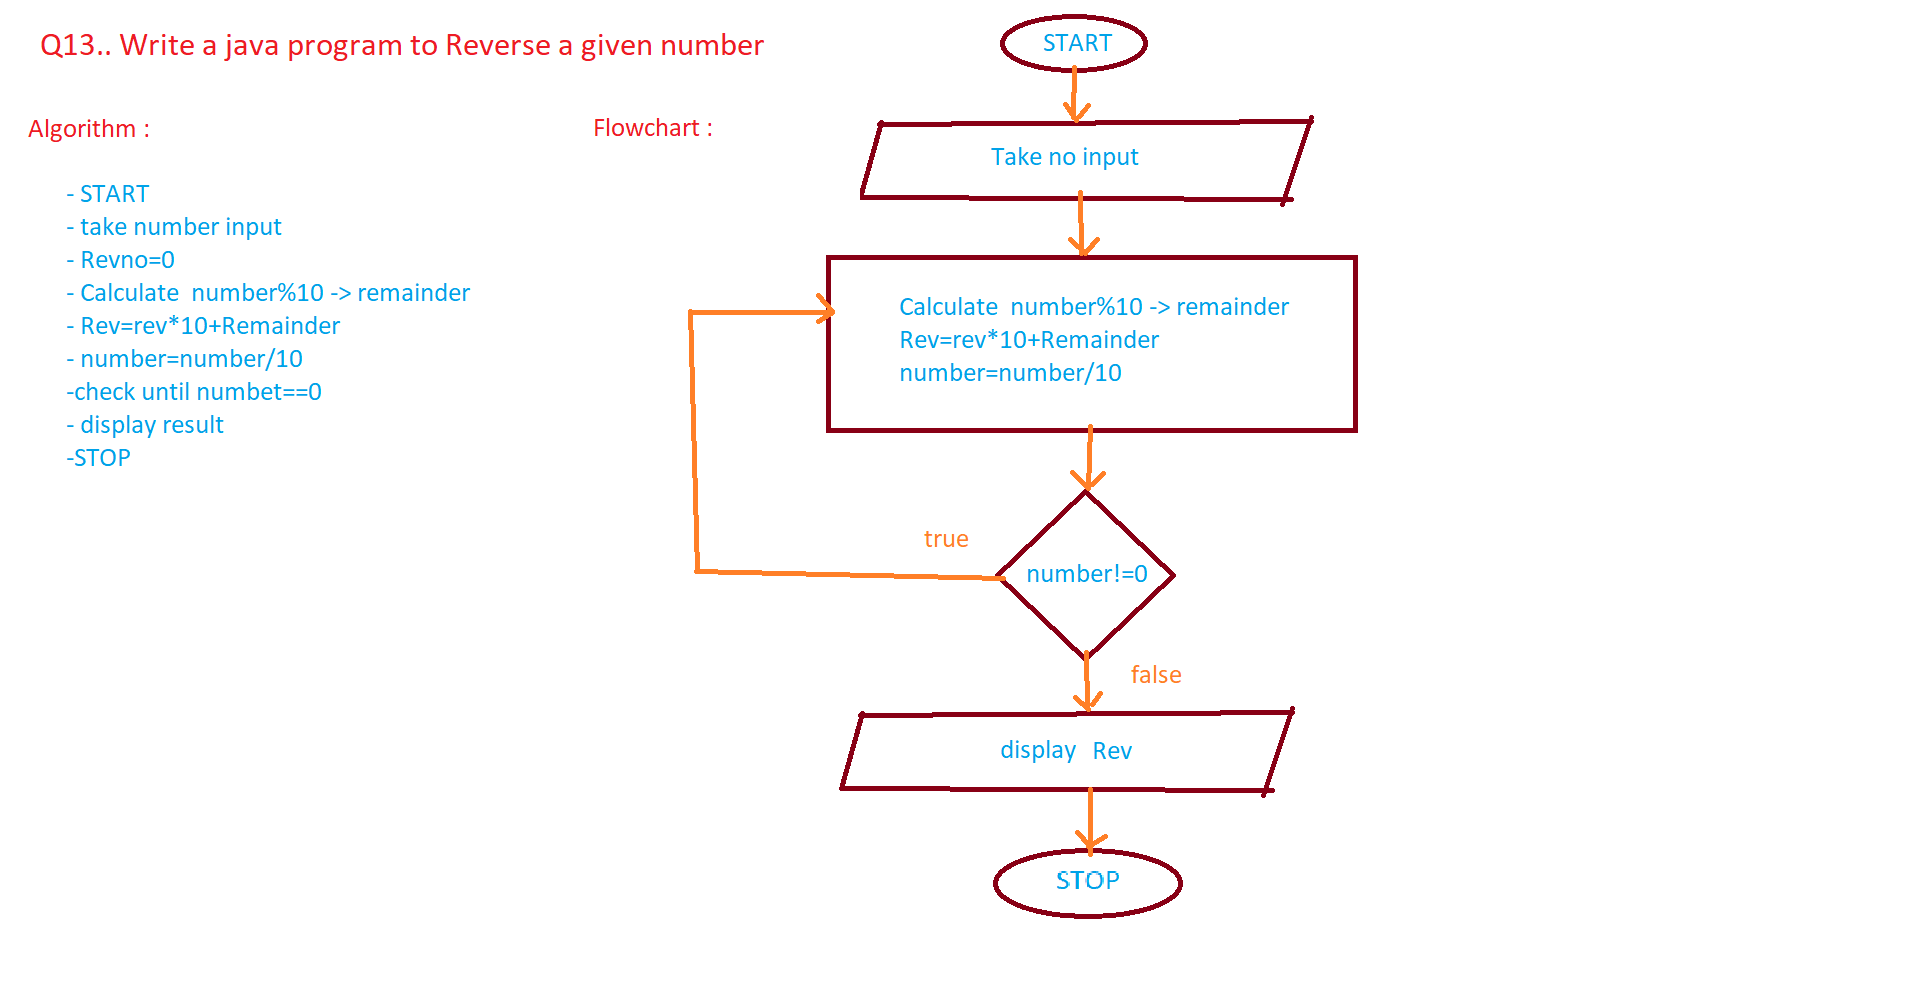 Q13.. Write a java program to Reverse a given number
Algorithm :
- START
- take number input
- Revno=0
- Calculate  number%10 -> remainder
- Rev=rev*10+Remainder
- number=number/10
-check until numbet==0
- display result
-STOP
Flowchart :
START
Take no input
Calculate  number%10 -> remainder
Rev=rev*10+Remainder
number=number/10
true
number!=0
false
display  Rev
STOP